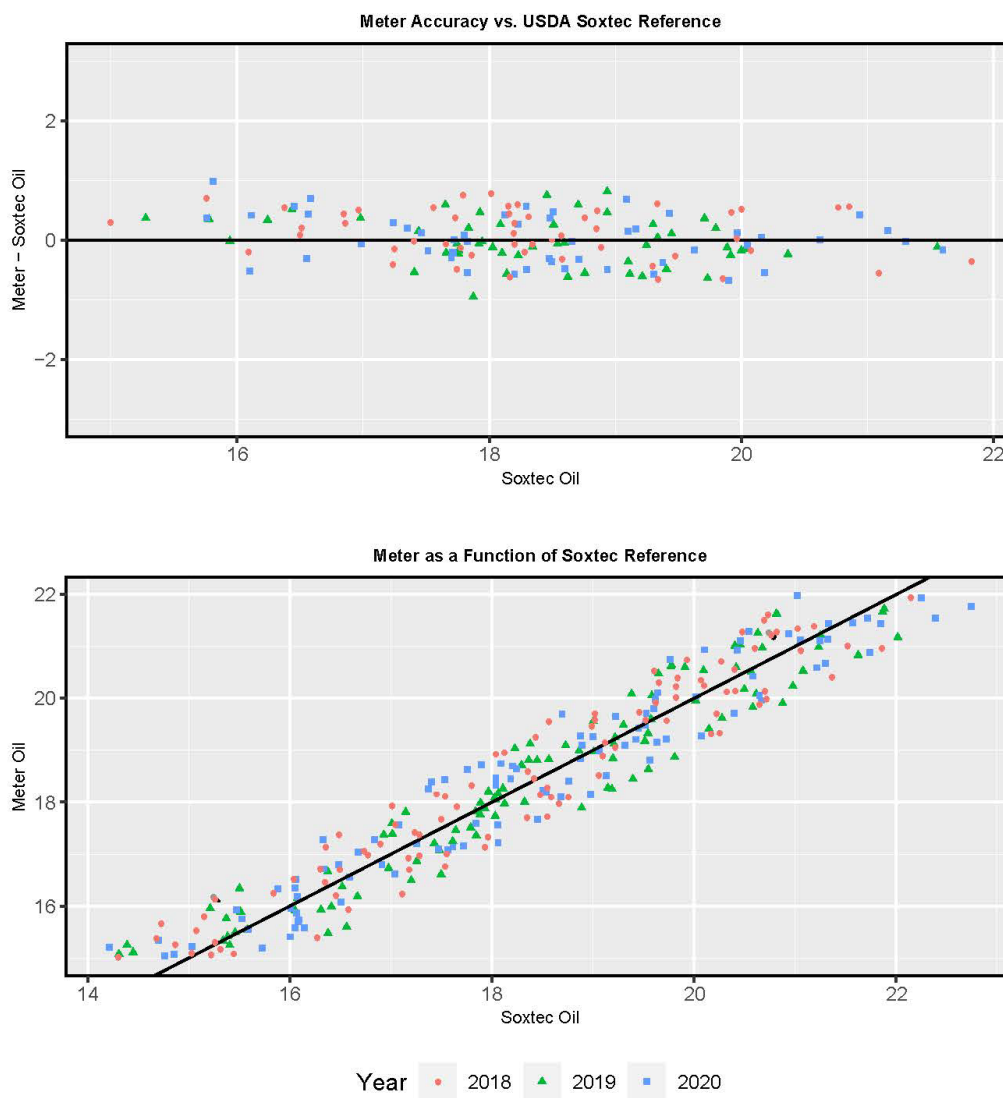 Meter Accuracy vs. USDA Soxtec Reference
Meter − Soxtec Oil
2
0
−2
16 18 20 22
Soxtec Oil
Meter as a Function of Soxtec Reference
Meter Oil
22
20
18
16
14 16 18 20 22
Soxtec Oil
Year 2018 2019 2020